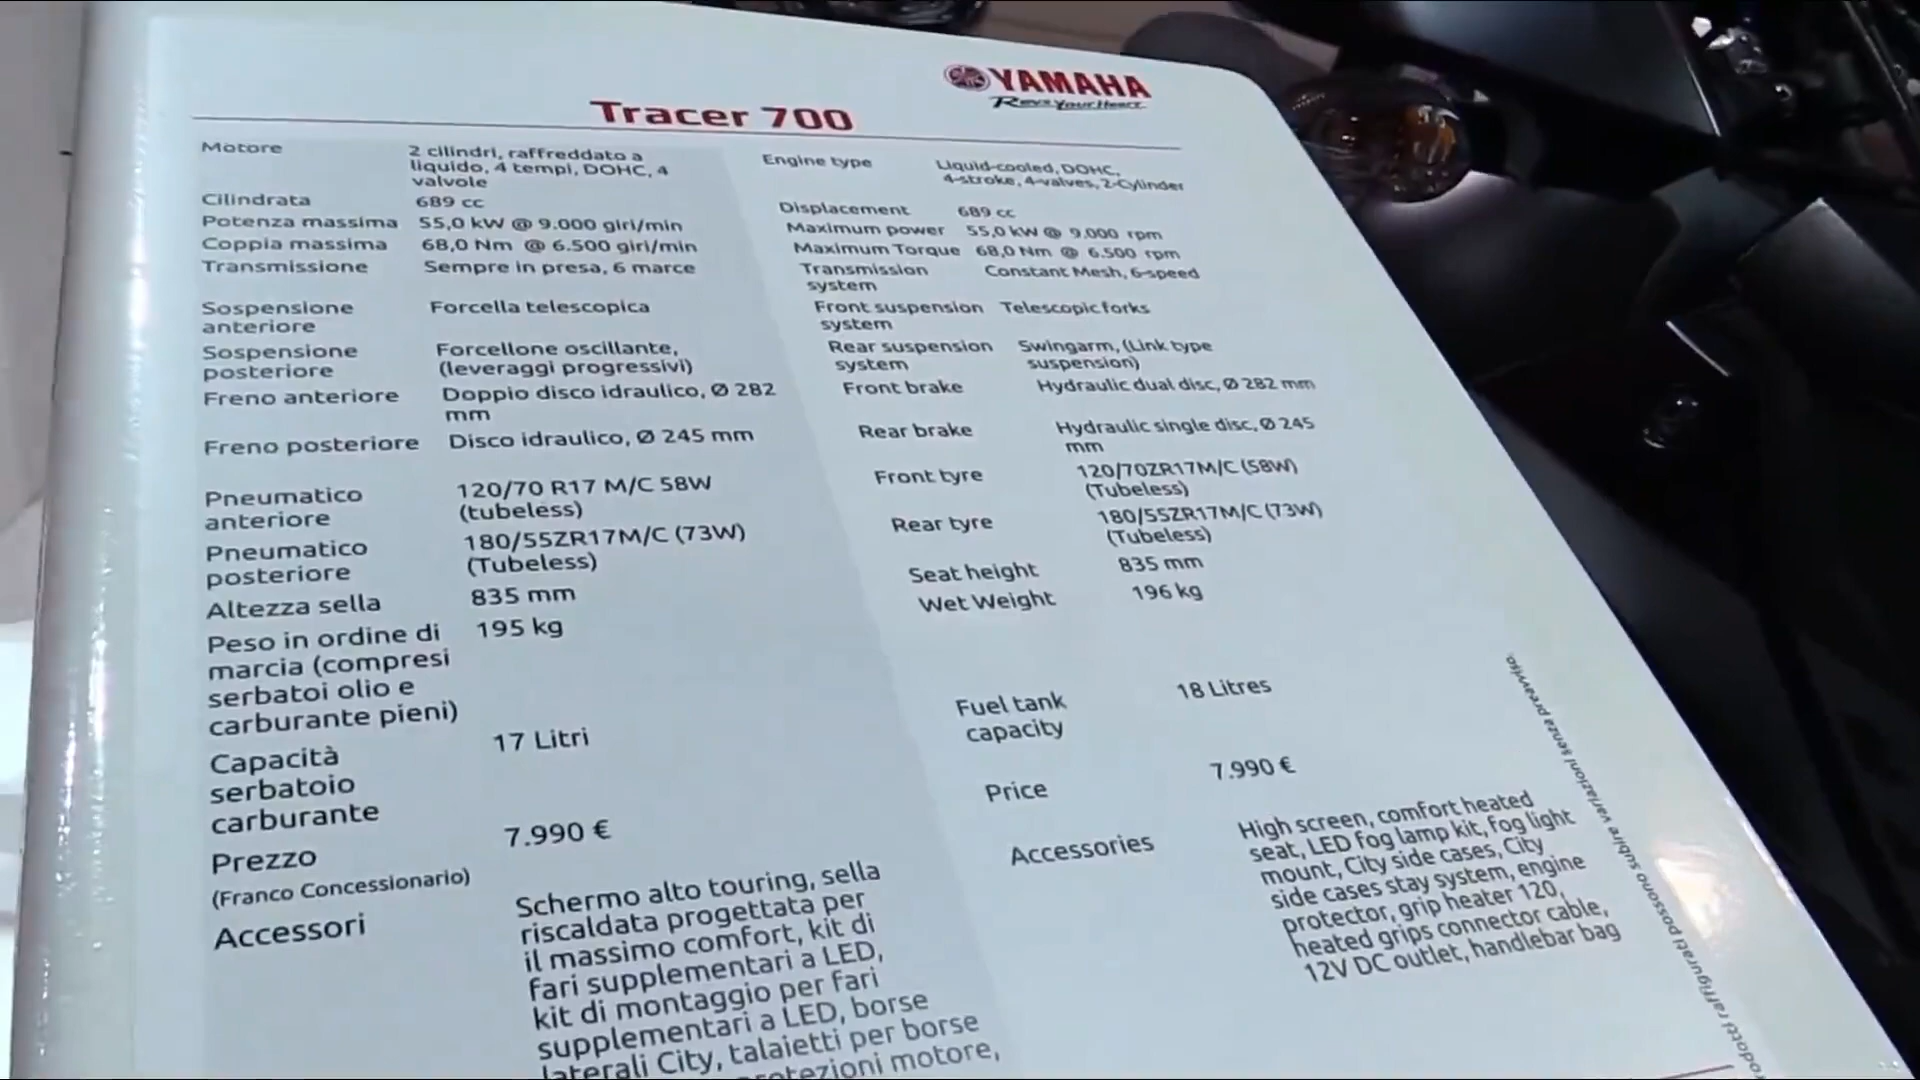 YAMAHA
Revs Your Heart
Tracer 700
Motore
2 cilindri, raffreddato a
liquido, 4 tempi, DOHC, 4
valvole
Cilindrata
689 cc
Potenza massima
55,0 kW @ 9.000 giri/min
Coppia massima
68,0 Nm @ 6.500 giri/min
Transmissione
Sempre in presa, 6 marce
Sospensione
anteriore
Forcella telescopica
Sospensione
posteriore
Forcellone oscillante,
(leveraggi progressivi)
Freno anteriore
Doppio disco idraulico, Ø 282
mm
Freno posteriore
Disco idraulico, Ø 245 mm
Pneumatico
anteriore
120/70 R17 M/C 58W
(tubeless)
Pneumatico
posteriore
180/55ZR17M/C (73W)
(Tubeless)
Altezza sella
835 mm
Peso in ordine di
marcia (compresi
serbatoi olio e
carburante pieni)
195 kg
Capacità
serbatoio
carburante
17 Litri
Prezzo
(Franco Concessionario)
7.990 €
Accessori
Schermo alto touring, sella
riscaldata progettata per
il massimo comfort, kit di
fari supplementari a LED,
kit di montaggio per fari
supplementari a LED, borse
laterali City, talaietti per borse
protezioni motore,
Engine type
Liquid-cooled, DOHC,
4-stroke, 4-valves, 2-Cylinder
Displacement
689 cc
Maximum power
55,0 kW @ 9.000 rpm
Maximum Torque
68,0 Nm @ 6.500 rpm
Transmission
system
Constant Mesh, 6-speed
Front suspension
system
Telescopic forks
Rear suspension
system
Swingarm, (Link type
suspension)
Front brake
Hydraulic dual disc, Ø 282 mm
Rear brake
Hydraulic single disc, Ø 245
mm
Front tyre
120/70ZR17M/C (58W)
(Tubeless)
Rear tyre
180/55ZR17M/C (73W)
(Tubeless)
Seat height
835 mm
Wet Weight
196 kg
Fuel tank
capacity
18 Litres
Price
7.990 €
Accessories
High screen, comfort heated
seat, LED fog lamp kit, fog light
mount, City side cases, City
side cases stay system, engine
protector, grip heater 120,
heated grips connector cable,
12V DC outlet, handlebar bag
raffigurati possono subire variazioni senza preavviso.